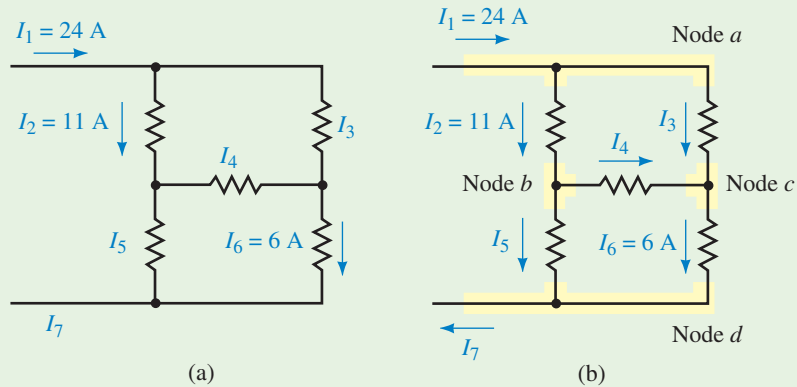 I₁ = 24 A
I₂ = 11 A
I₃
I₄
I₅
I₆ = 6 A
I₇
(a)
I₁ = 24 A
Node a
I₂ = 11 A
I₃
I₄
Node b
Node c
I₅
I₆ = 6 A
I₇
Node d
(b)